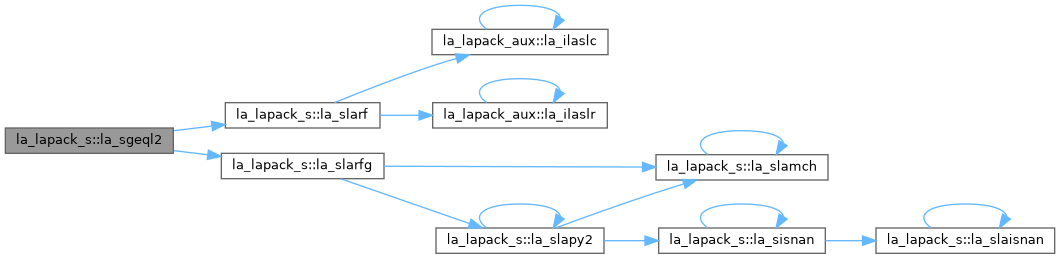 la_lapack_aux::la_ilaslc
la_lapack_s::la_slarf
la_lapack_aux::la_ilaslr
la_lapack_s::la_sgeql2
la_lapack_s::la_slarfg
la_lapack_s::la_slamch
la_lapack_s::la_slapy2
la_lapack_s::la_sisnan
la_lapack_s::la_slaisnan